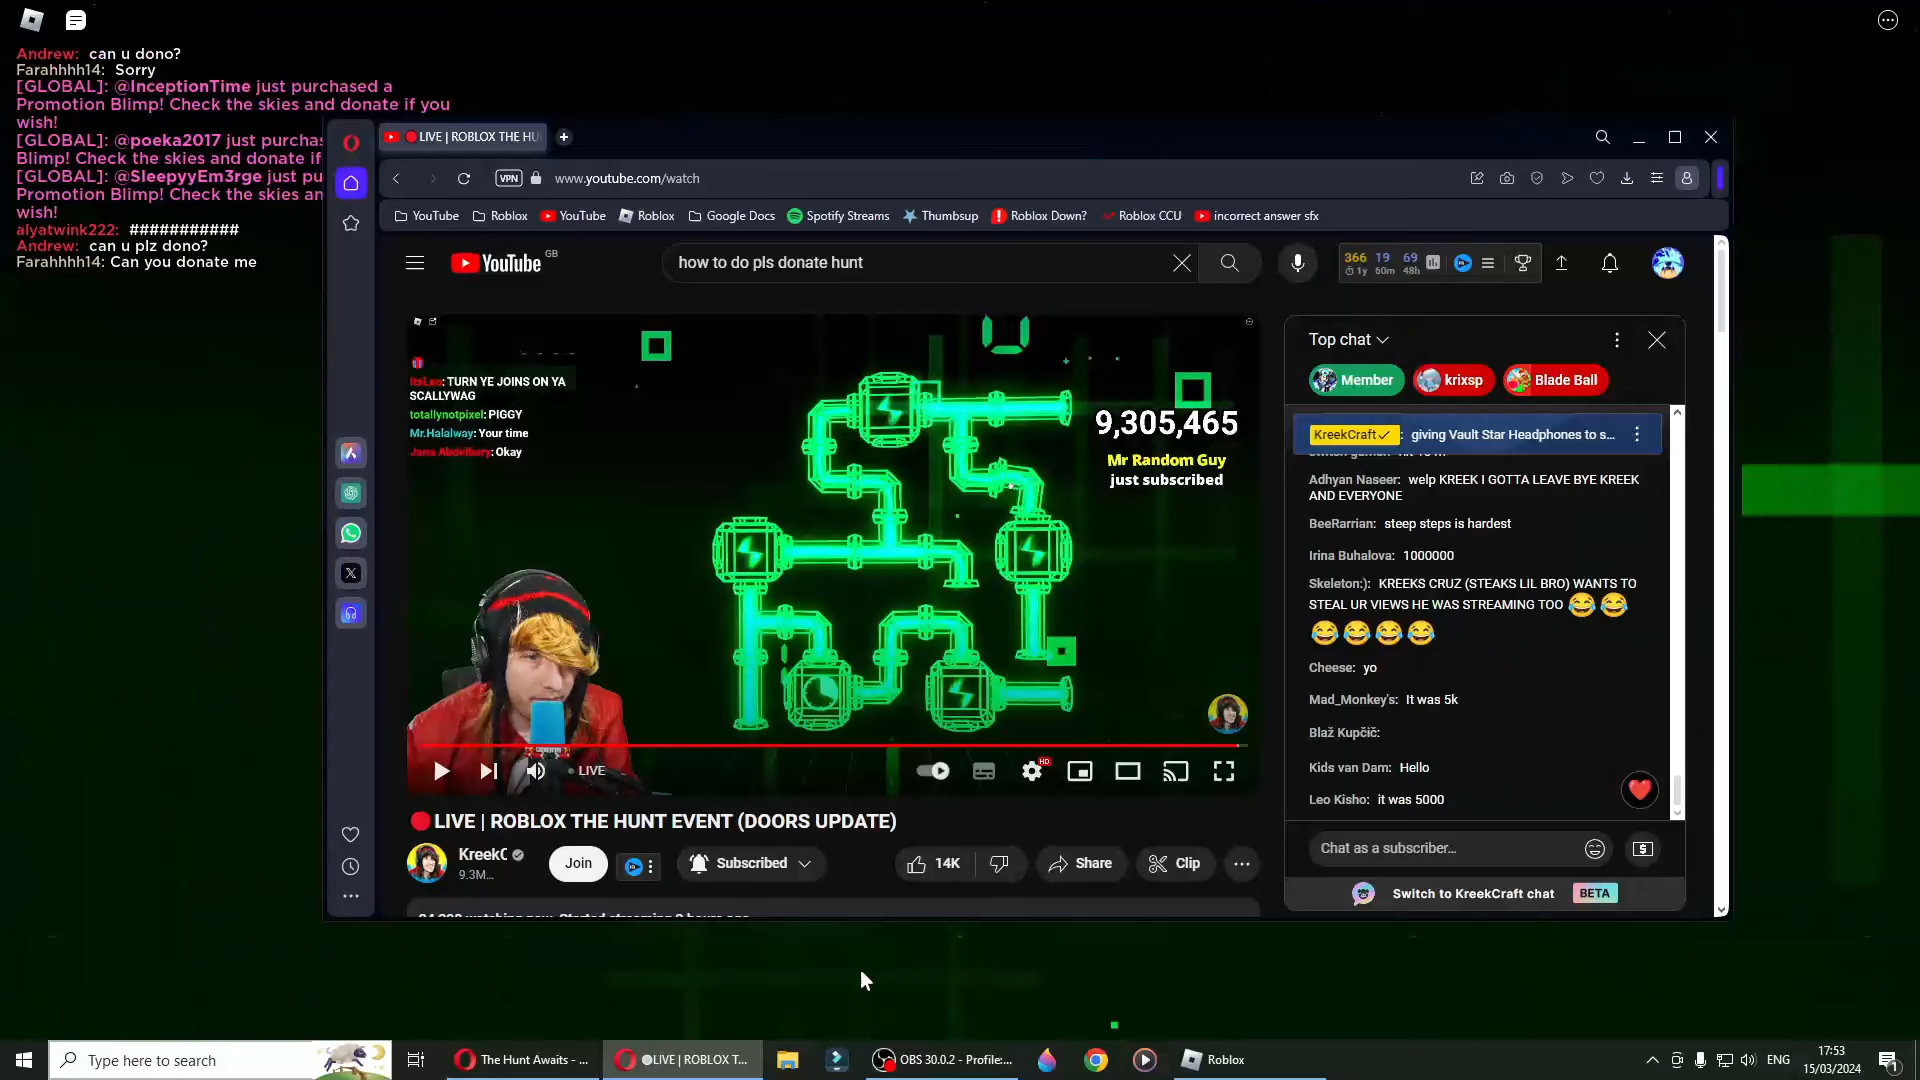 Andrew: can u dono?
Farahhhh14: Sorry
[GLOBAL]: @InceptionTime just purchased a
Promotion Blimp! Check the skies and donate if you
wish!
[GLOBAL]: @poeka2017 just purchas
Blimp! Check the skies and donate if
[GLOBAL]: @SleepyyEm3rge just pu
Promotion Blimp! Check the skies and
wish!
alyatwink222: ###########
Andrew: can u plz dono?
Farahhhh14: Can you donate me
LIVE | ROBLOX THE HU
VPN
www.youtube.com/watch
YouTube
Roblox
YouTube
Roblox
Google Docs
Spotify Streams
Thumbsup
Roblox Down?
Roblox CCU
incorrect answer sfx
YouTube GB
how to do pls donate hunt
366 19 69
1y 60m 48h
ItsLeo: TURN YE JOINS ON YA
SCALLYWAG
totallynotpixel: PIGGY
Mr.Halalway: Your time
Okay
9,305,465
Mr Random Guy
just subscribed
LIVE
HD
LIVE | ROBLOX THE HUNT EVENT (DOORS UPDATE)
KreekC
9.3M...
Join
Subscribed
14K
Share
Clip
watching now. Started streaming
Top chat
Member
krixsp
Blade Ball
KreekCraft: giving Vault Star Headphones to s...
Adhyan Naseer: welp KREEK I GOTTA LEAVE BYE KREEK
AND EVERYONE
BeeRarrian: steep steps is hardest
Irina Buhalova: 1000000
Skeleton:): KREEKS CRUZ (STEAKS LIL BRO) WANTS TO
STEAL UR VIEWS HE WAS STREAMING TOO 😂😂
😂😂😂😂
Cheese: yo
Mad_Monkey's: It was 5k
Blaž Kupčič:
Kids van Dam: Hello
Leo Kisho: it was 5000
Chat as a subscriber...
Switch to KreekCraft chat BETA
Type here to search
The Hunt Awaits - ...
LIVE | ROBLOX T...
OBS 30.0.2 - Profile:...
Roblox
ENG
17:53
15/03/2024
1